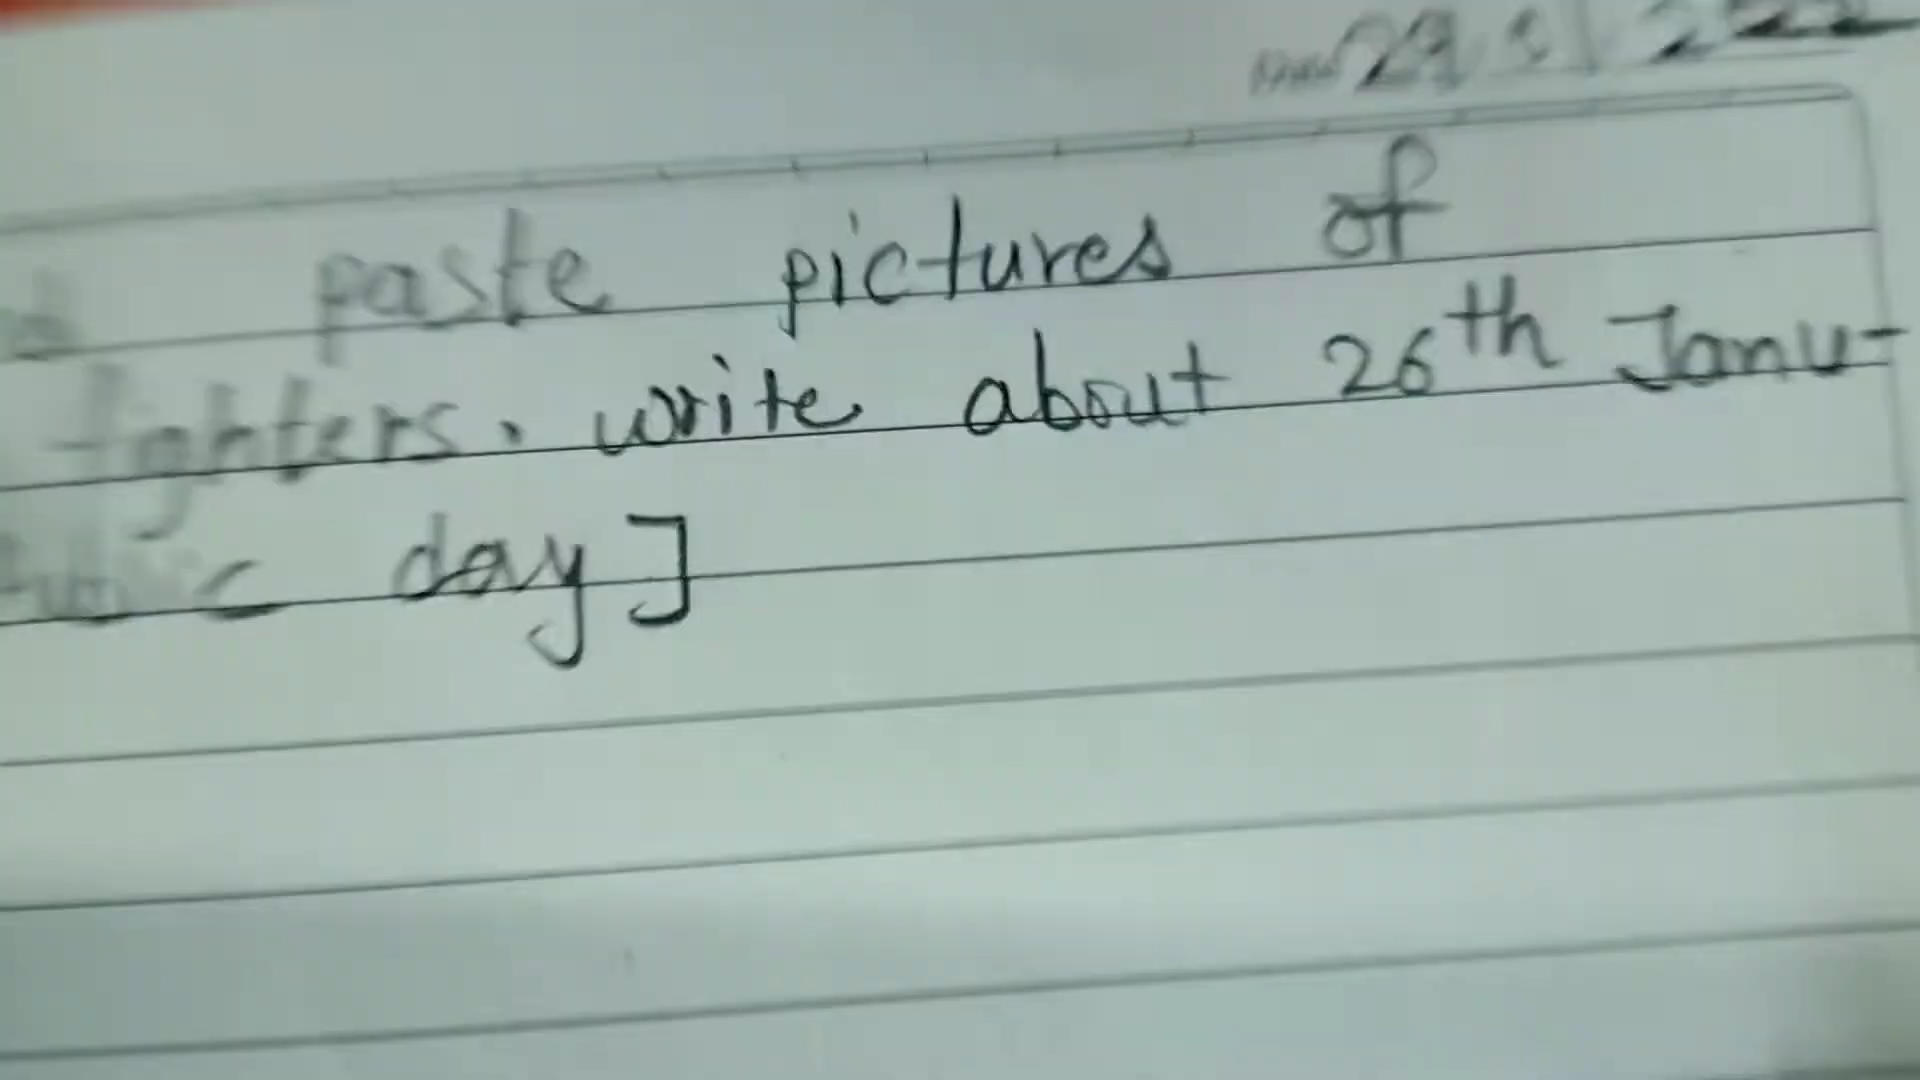 paste pictures of
fighters. write about 26th Janu-
day]